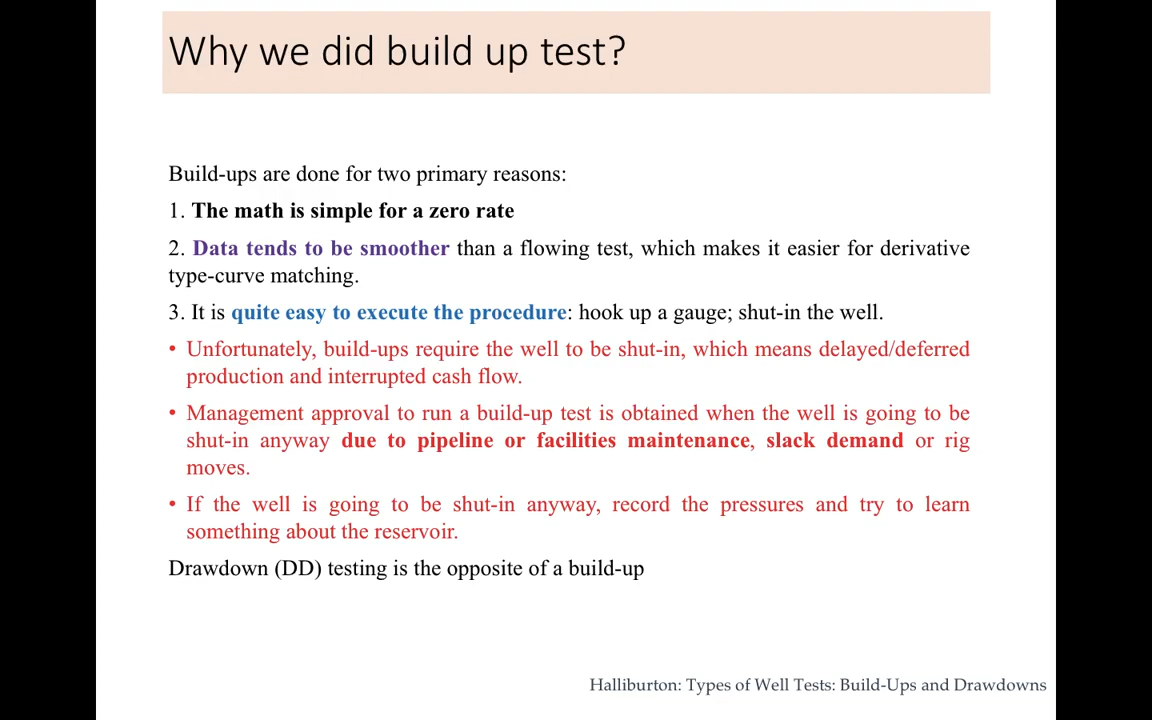 Why we did build up test?
Build-ups are done for two primary reasons:
1. The math is simple for a zero rate
2. Data tends to be smoother than a flowing test, which makes it easier for derivative
type-curve matching.
3. It is quite easy to execute the procedure: hook up a gauge; shut-in the well.
• Unfortunately, build-ups require the well to be shut-in, which means delayed/deferred
production and interrupted cash flow.
• Management approval to run a build-up test is obtained when the well is going to be
shut-in anyway due to pipeline or facilities maintenance, slack demand or rig
moves.
• If the well is going to be shut-in anyway, record the pressures and try to learn
something about the reservoir.
Drawdown (DD) testing is the opposite of a build-up
Halliburton: Types of Well Tests: Build-Ups and Drawdowns